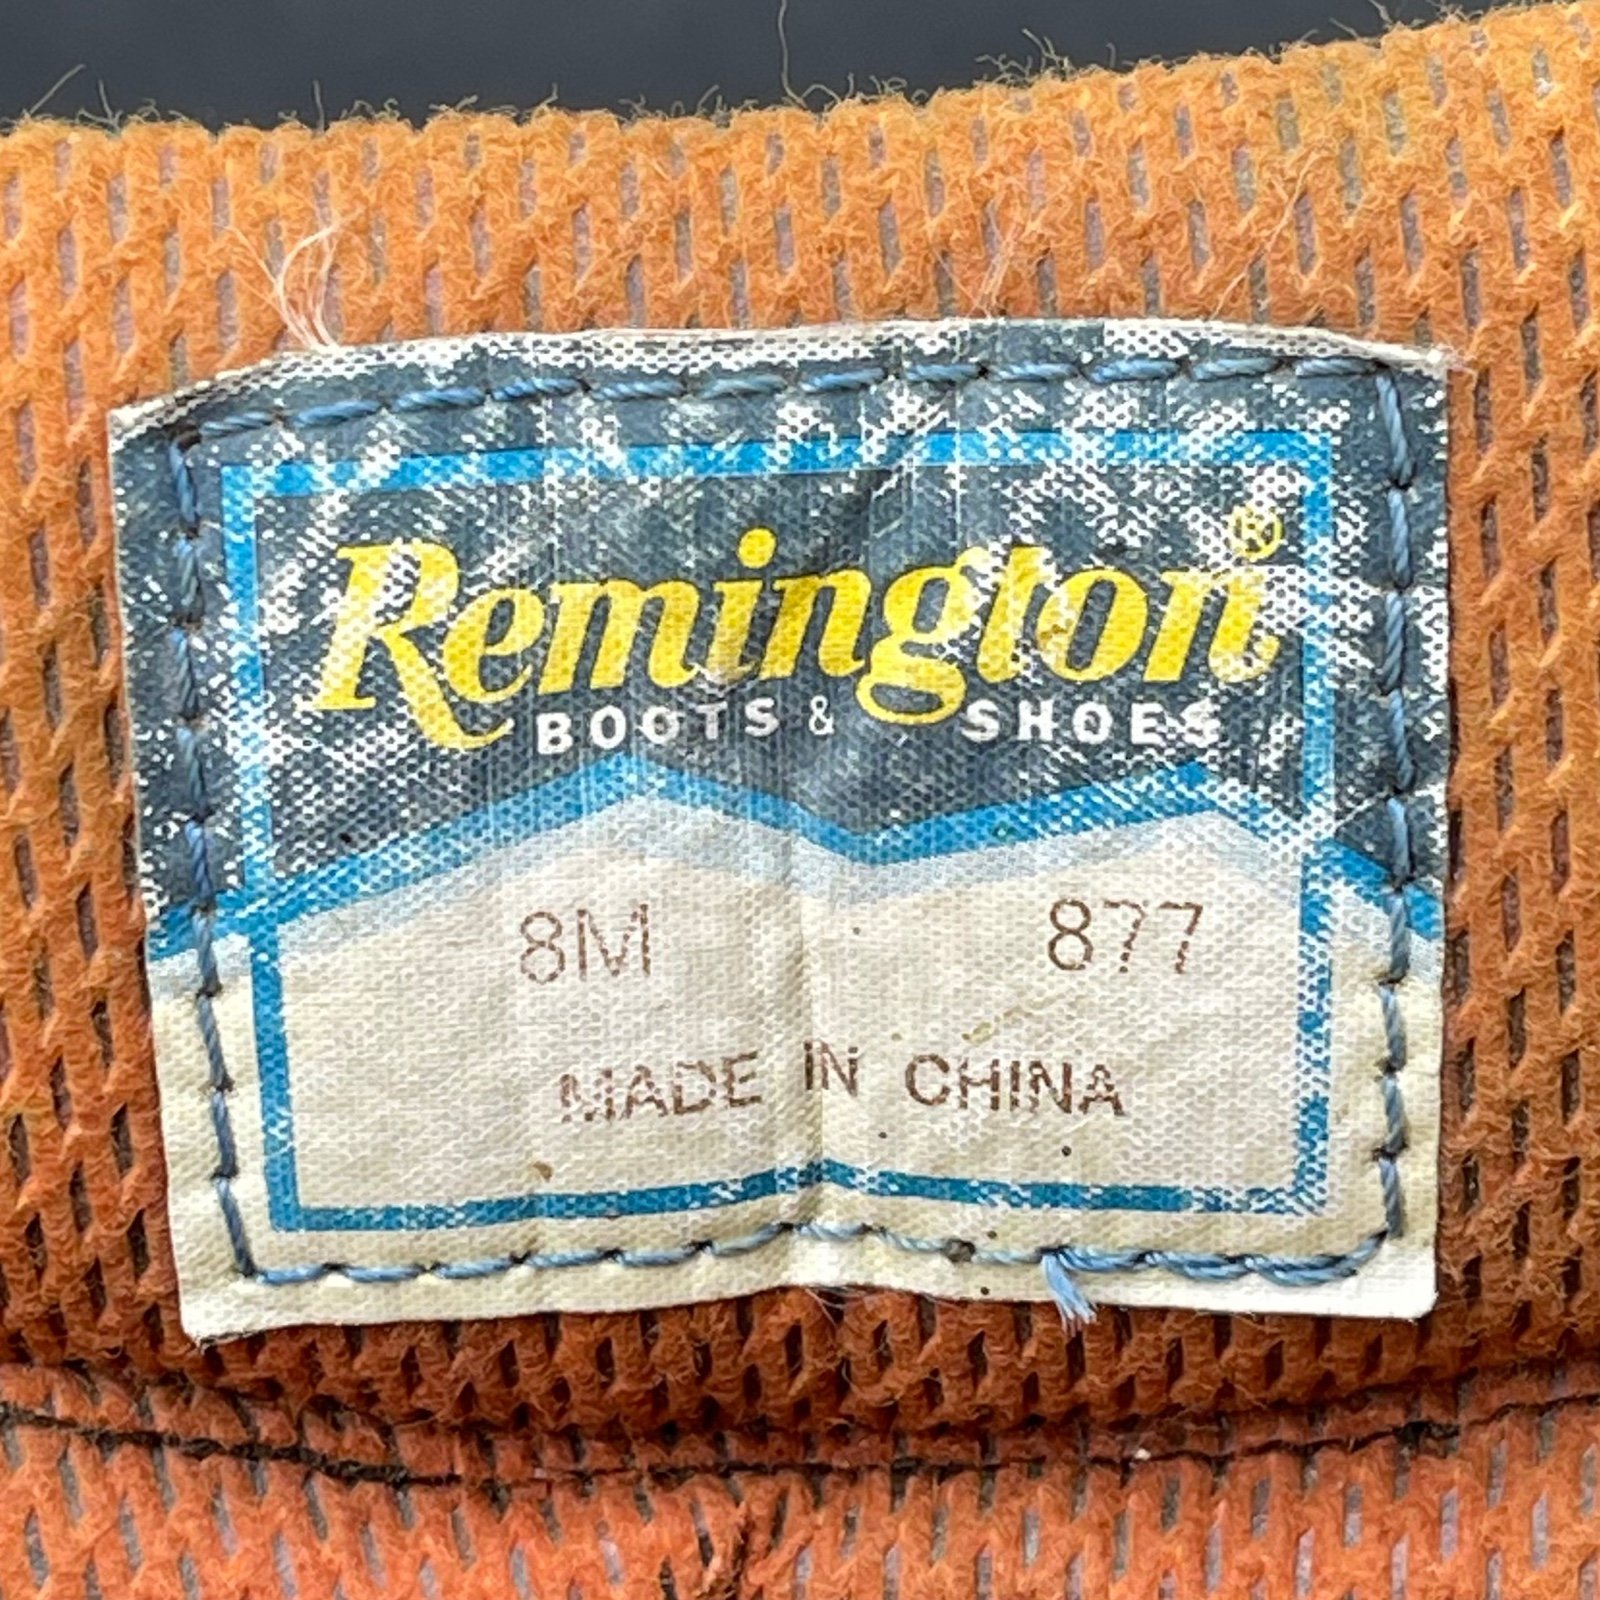 Remington®
BOOTS & SHOES
8M 877
MADE IN CHINA